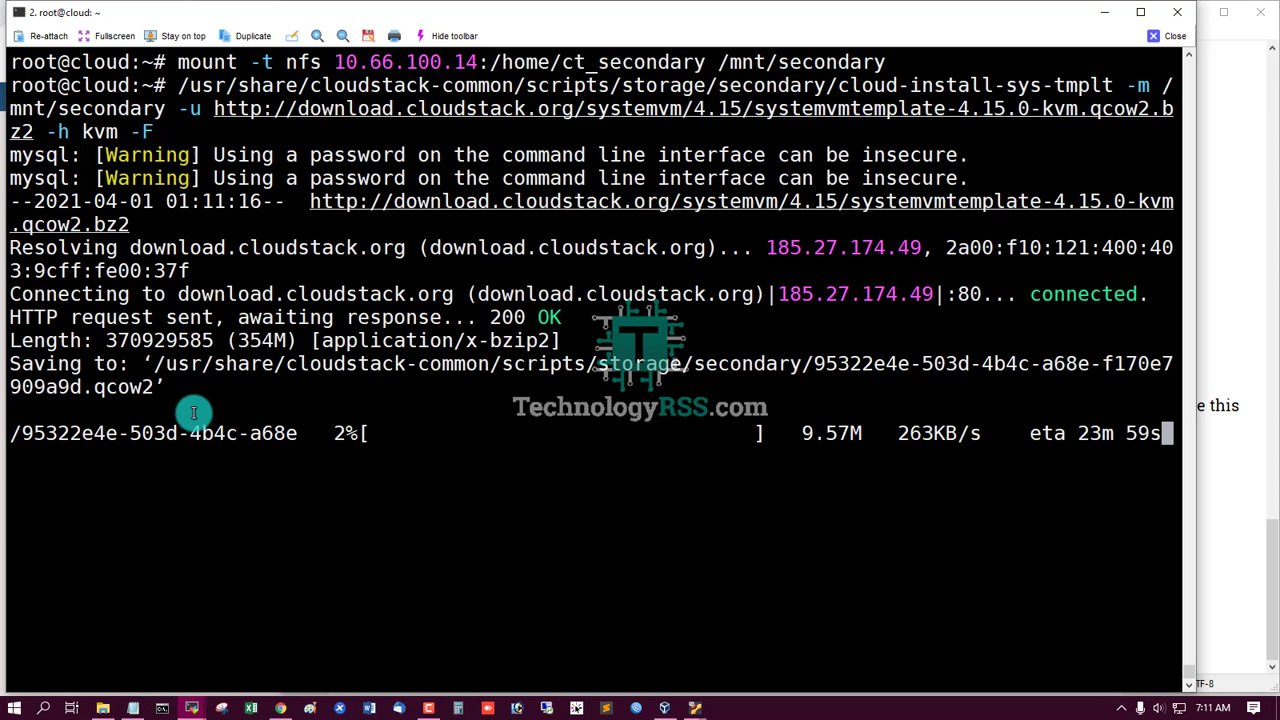 2. root@cloud: ~
Re-attach Fullscreen Stay on top Duplicate Hide toolbar Close
root@cloud:~# mount -t nfs 10.66.100.14:/home/ct_secondary /mnt/secondary
root@cloud:~# /usr/share/cloudstack-common/scripts/storage/secondary/cloud-install-sys-tmplt -m /
mnt/secondary -u http://download.cloudstack.org/systemvm/4.15/systemvmtemplate-4.15.0-kvm.qcow2.b
z2 -h kvm -F
mysql: [Warning] Using a password on the command line interface can be insecure.
mysql: [Warning] Using a password on the command line interface can be insecure.
--2021-04-01 01:11:16--  http://download.cloudstack.org/systemvm/4.15/systemvmtemplate-4.15.0-kvm
.qcow2.bz2
Resolving download.cloudstack.org (download.cloudstack.org)... 185.27.174.49, 2a00:f10:121:400:40
3:9cff:fe00:37f
Connecting to download.cloudstack.org (download.cloudstack.org)|185.27.174.49|:80... connected.
HTTP request sent, awaiting response... 200 OK
Length: 370929585 (354M) [application/x-bzip2]
Saving to: ‘/usr/share/cloudstack-common/scripts/storage/secondary/95322e4e-503d-4b4c-a68e-f170e7
909a9d.qcow2’
TechnologyRSS.com
e this
/95322e4e-503d-4b4c-a68e   2%[                                 ]   9.57M   263KB/s    eta 23m 59s
TF-8
7:11 AM